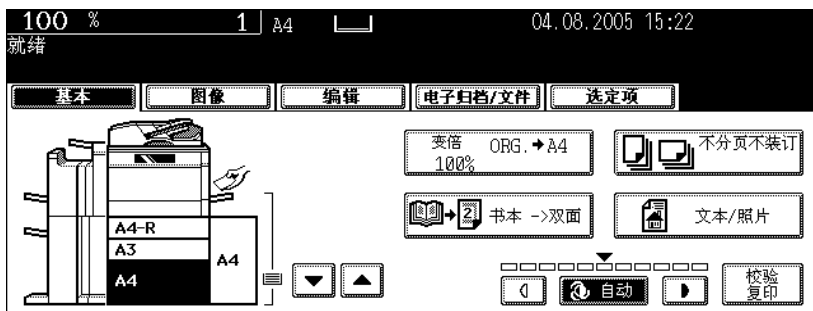 100 % 1 A4 04.08.2005 15:22
就绪
基本 图像 编辑 电子归档/文件 选定项
变倍 ORG.➔A4
100%
不分页不装订
书本 ->双面
2
文本/照片
A4-R
A3
A4
A4
自动
校验
复印